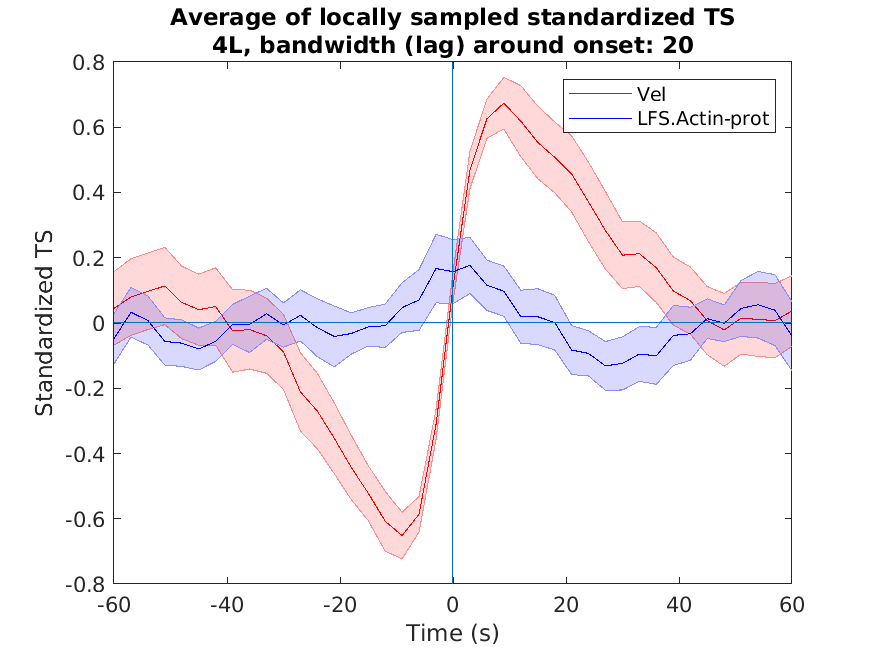 Average of locally sampled standardized TS
4L, bandwidth (lag) around onset: 20
0.8
0.6
0.4
0.2
0
-0.2
-0.4
-0.6
-0.8
Standardized TS
Vel
LFS.Actin-prot
-60 -40 -20 0 20 40 60
Time (s)